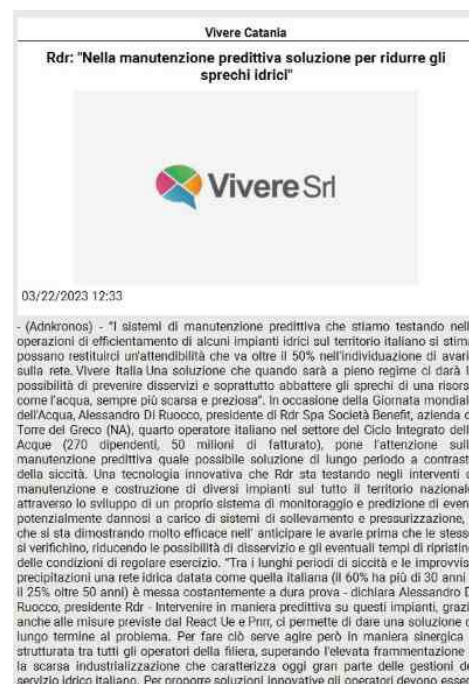 Vivere Catania
Rdr: "Nella manutenzione predittiva soluzione per ridurre gli
sprechi idrici"
Vivere Srl
03/22/2023 12:33
- (Adnkronos) - "I sistemi di manutenzione predittiva che stiamo testando nell
operazioni di efficientamento di alcuni impianti idrici sul territorio italiano si stim
possano restituirci un'attendibilità che va oltre il 50% nell'individuazione di avari
sulla rete. Vivere Italia Una soluzione che quando sarà a pieno regime ci darà l
possibilità di prevenire disservizi e soprattutto abbattere gli sprechi di una risors
come l'acqua, sempre più scarsa e preziosa". In occasione della Giornata mondial
dell'Acqua, Alessandro Di Ruocco, presidente di Rdr Spa Società Benefit, azienda d
Torre del Greco (NA), quarto operatore italiano nel settore del Ciclo Integrato dell
Acque (270 dipendenti, 50 milioni di fatturato), pone l'attenzione sull
manutenzione predittiva quale possibile soluzione di lungo periodo a contrast
della siccità. Una tecnologia innovativa che Rdr sta testando negli interventi d
manutenzione e costruzione di diversi impianti sul tutto il territorio nazional
attraverso lo sviluppo di un proprio sistema di monitoraggio e predizione di even
potenzialmente dannosi a carico di sistemi di sollevamento e pressurizzazione,
che si sta dimostrando molto efficace nell' anticipare le avarie prima che le stess
si verifichino, riducendo le possibilità di disservizio e gli eventuali tempi di ripristin
delle condizioni di regolare esercizio. "Tra i lunghi periodi di siccità e le improvvis
precipitazioni una rete idrica datata come quella italiana (il 60% ha più di 30 anni
il 25% oltre 50 anni) è messa costantemente a dura prova - dichiara Alessandro D
Ruocco, presidente Rdr - Intervenire in maniera predittiva su questi impianti, grazi
anche alle misure previste dal React Ue e Pnrr, ci permette di dare una soluzione d
lungo termine al problema. Per fare ciò serve agire però in maniera sinergica
strutturata tra tutti gli operatori della filiera, superando l'elevata frammentazione
la scarsa industrializzazione che caratterizza oggi gran parte delle gestioni de
servizio idrico italiano. Per proporre soluzioni innovative gli operatori devono esser